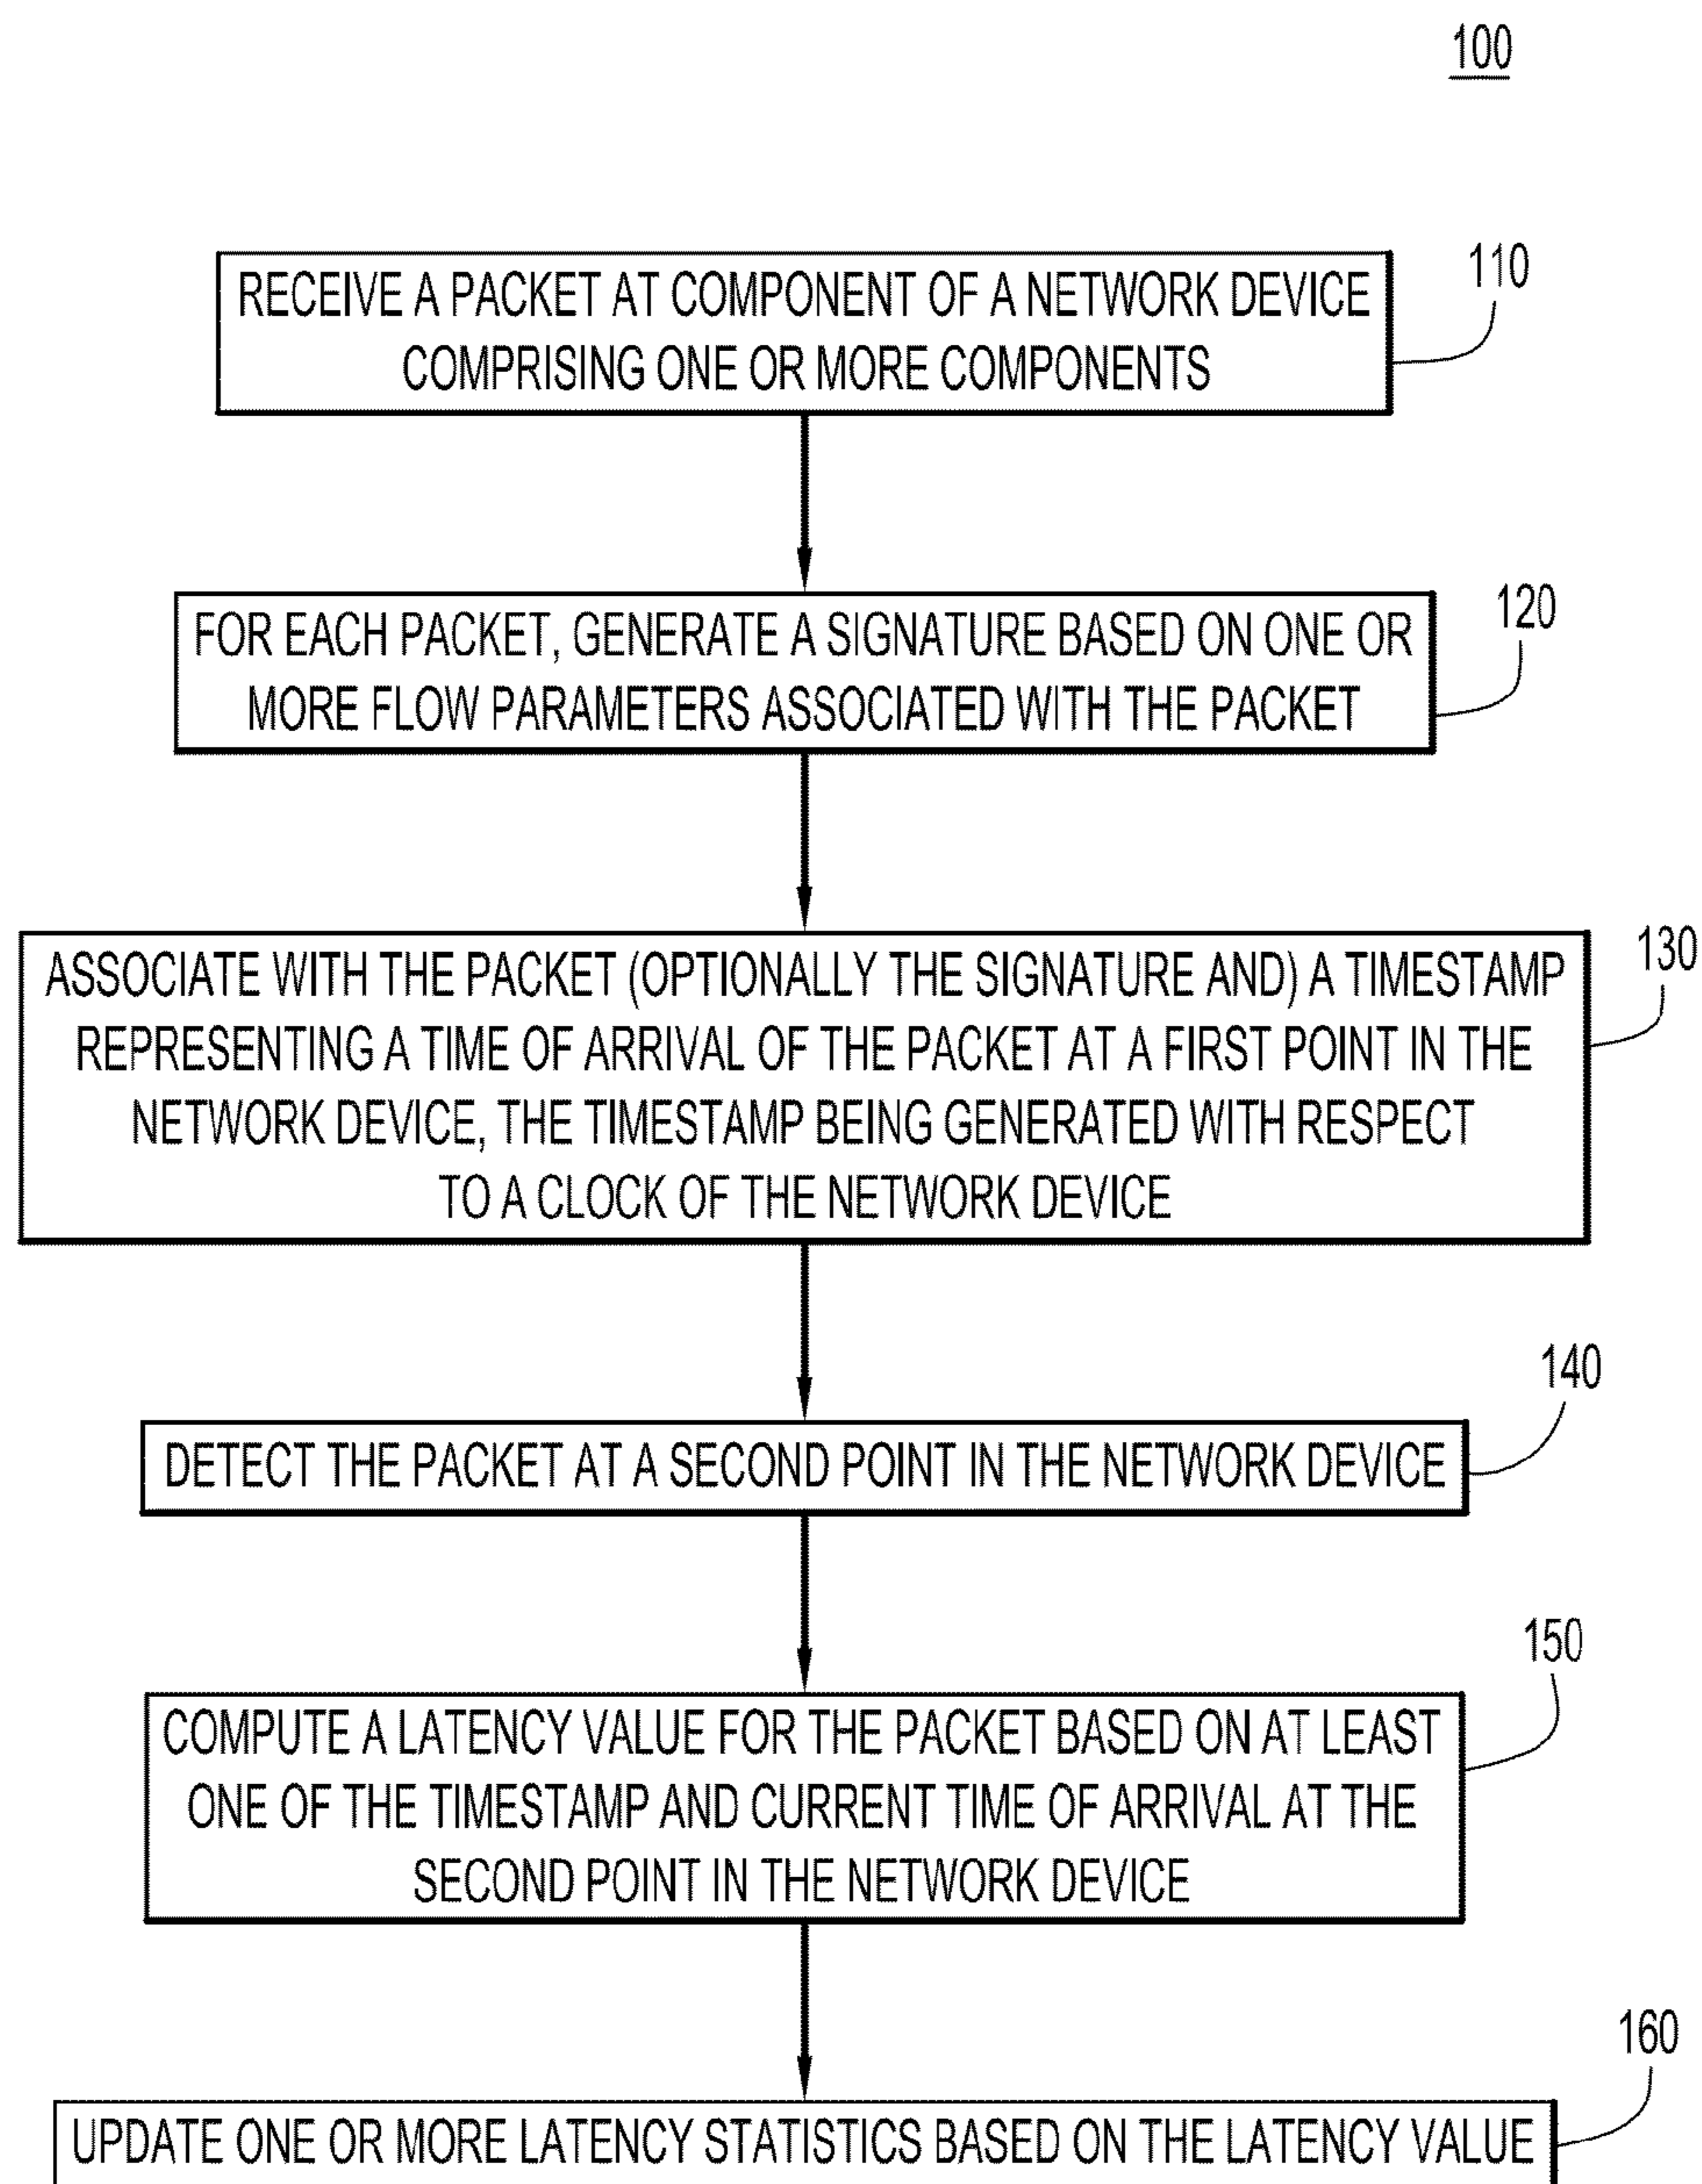 100
110
RECEIVE A PACKET AT COMPONENT OF A NETWORK DEVICE
COMPRISING ONE OR MORE COMPONENTS
120
FOR EACH PACKET, GENERATE A SIGNATURE BASED ON ONE OR
MORE FLOW PARAMETERS ASSOCIATED WITH THE PACKET
130
ASSOCIATE WITH THE PACKET (OPTIONALLY THE SIGNATURE AND) A TIMESTAMP
REPRESENTING A TIME OF ARRIVAL OF THE PACKET AT A FIRST POINT IN THE
NETWORK DEVICE, THE TIMESTAMP BEING GENERATED WITH RESPECT
TO A CLOCK OF THE NETWORK DEVICE
140
DETECT THE PACKET AT A SECOND POINT IN THE NETWORK DEVICE
150
COMPUTE A LATENCY VALUE FOR THE PACKET BASED ON AT LEAST
ONE OF THE TIMESTAMP AND CURRENT TIME OF ARRIVAL AT THE
SECOND POINT IN THE NETWORK DEVICE
160
UPDATE ONE OR MORE LATENCY STATISTICS BASED ON THE LATENCY VALUE